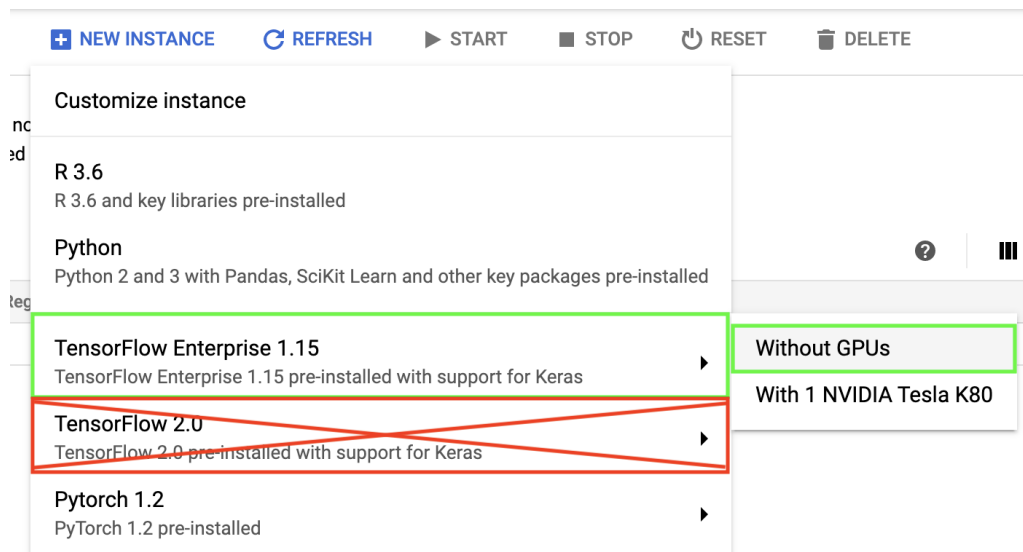 NEW INSTANCE REFRESH START STOP RESET DELETE
Customize instance
no
ed
R 3.6
R 3.6 and key libraries pre-installed
Python
Python 2 and 3 with Pandas, SciKit Learn and other key packages pre-installed
Reg
TensorFlow Enterprise 1.15
TensorFlow Enterprise 1.15 pre-installed with support for Keras
Without GPUs
With 1 NVIDIA Tesla K80
TensorFlow 2.0
TensorFlow 2.0 pre-installed with support for Keras
Pytorch 1.2
PyTorch 1.2 pre-installed